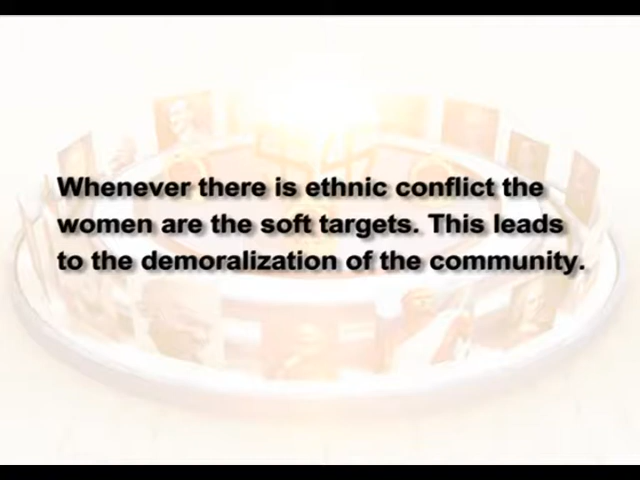 Whenever there is ethnic conflict the
women are the soft targets. This leads
to the demoralization of the community.